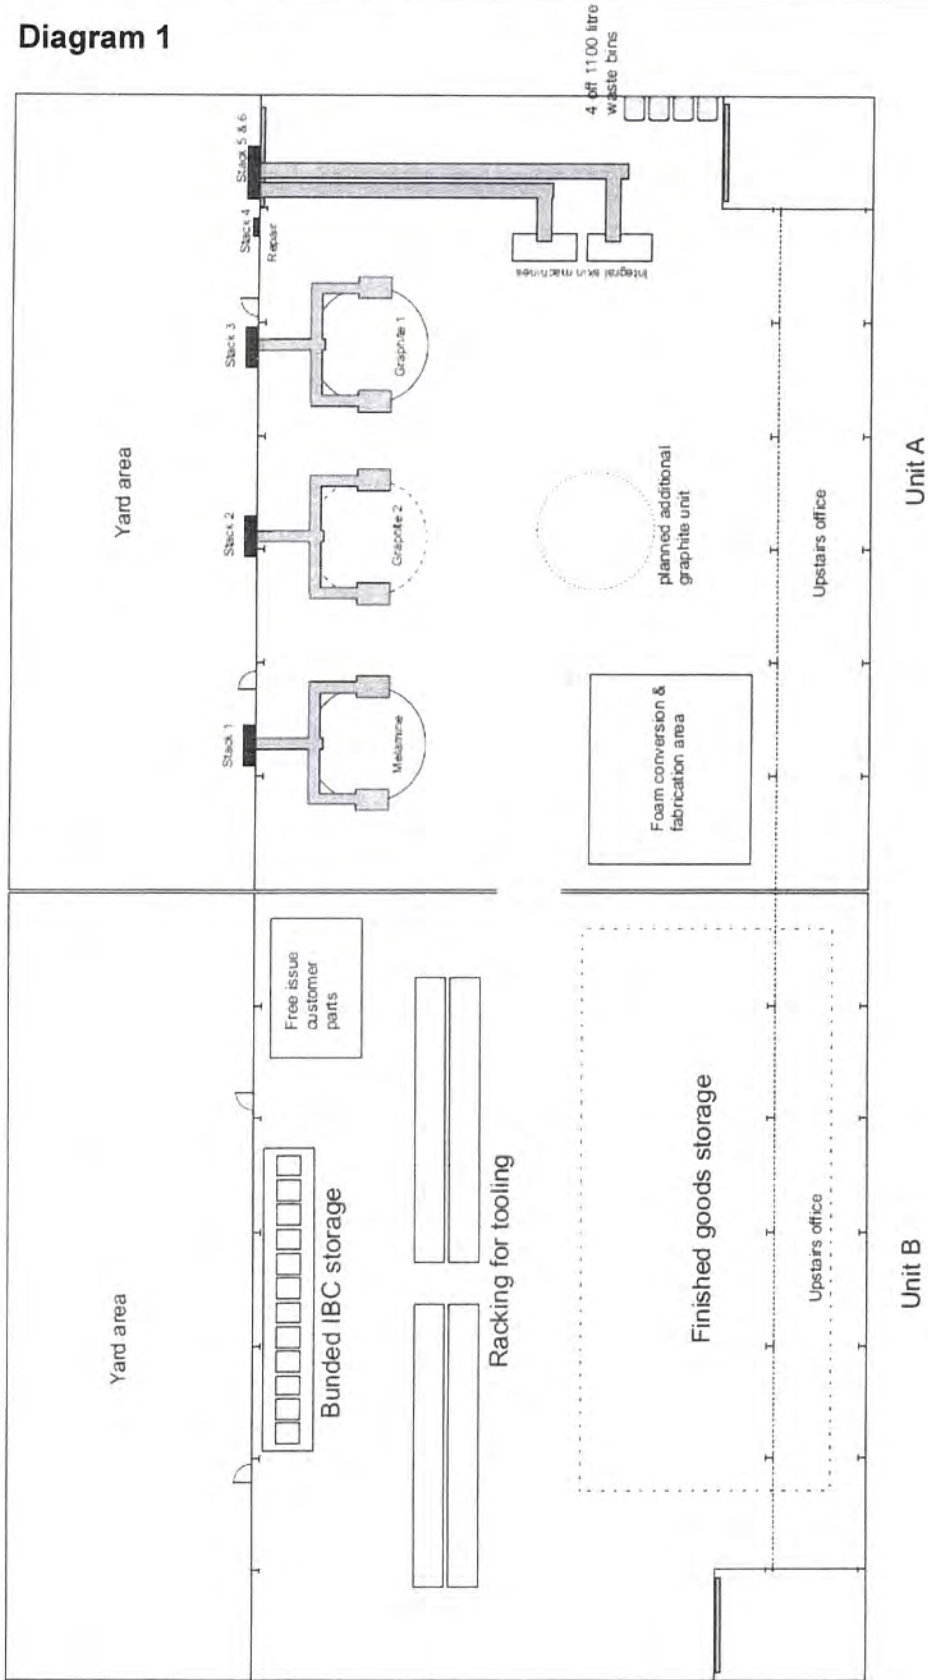 Diagram 1
4 off 1100 litre
waste bins
Stack 5 & 6
Stack 4
Repair
Stack 3
Stack 2
Stack 1
Yard area
Integral skin machines
Graphite 1
Graphite 2
Melamine
planned additional
graphite unit
Foam conversion &
fabrication area
Upstairs office
Unit A
Yard area
Free issue
customer
parts
Bunded IBC storage
Racking for tooling
Finished goods storage
Upstairs office
Unit B